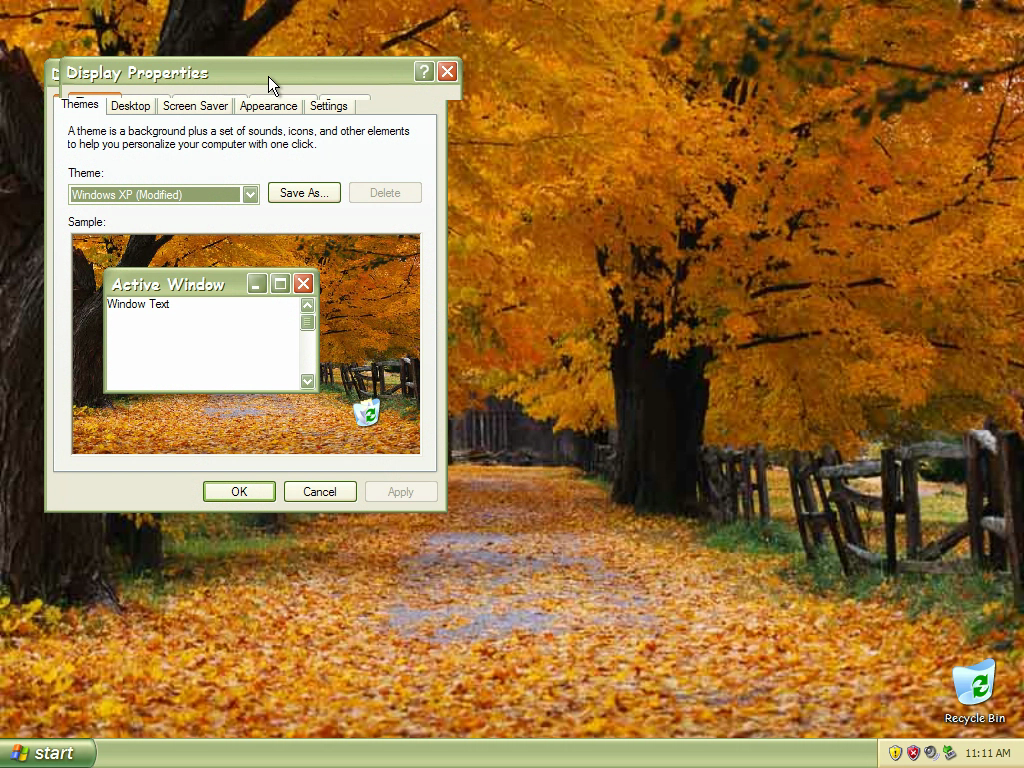 Display Properties
Themes
Desktop
Screen Saver
Appearance
Settings
A theme is a background plus a set of sounds, icons, and other elements
to help you personalize your computer with one click.
Theme:
Windows XP (Modified)
Save As...
Delete
Sample:
Active Window
Window Text
OK
Cancel
Apply
Recycle Bin
start
11:11 AM